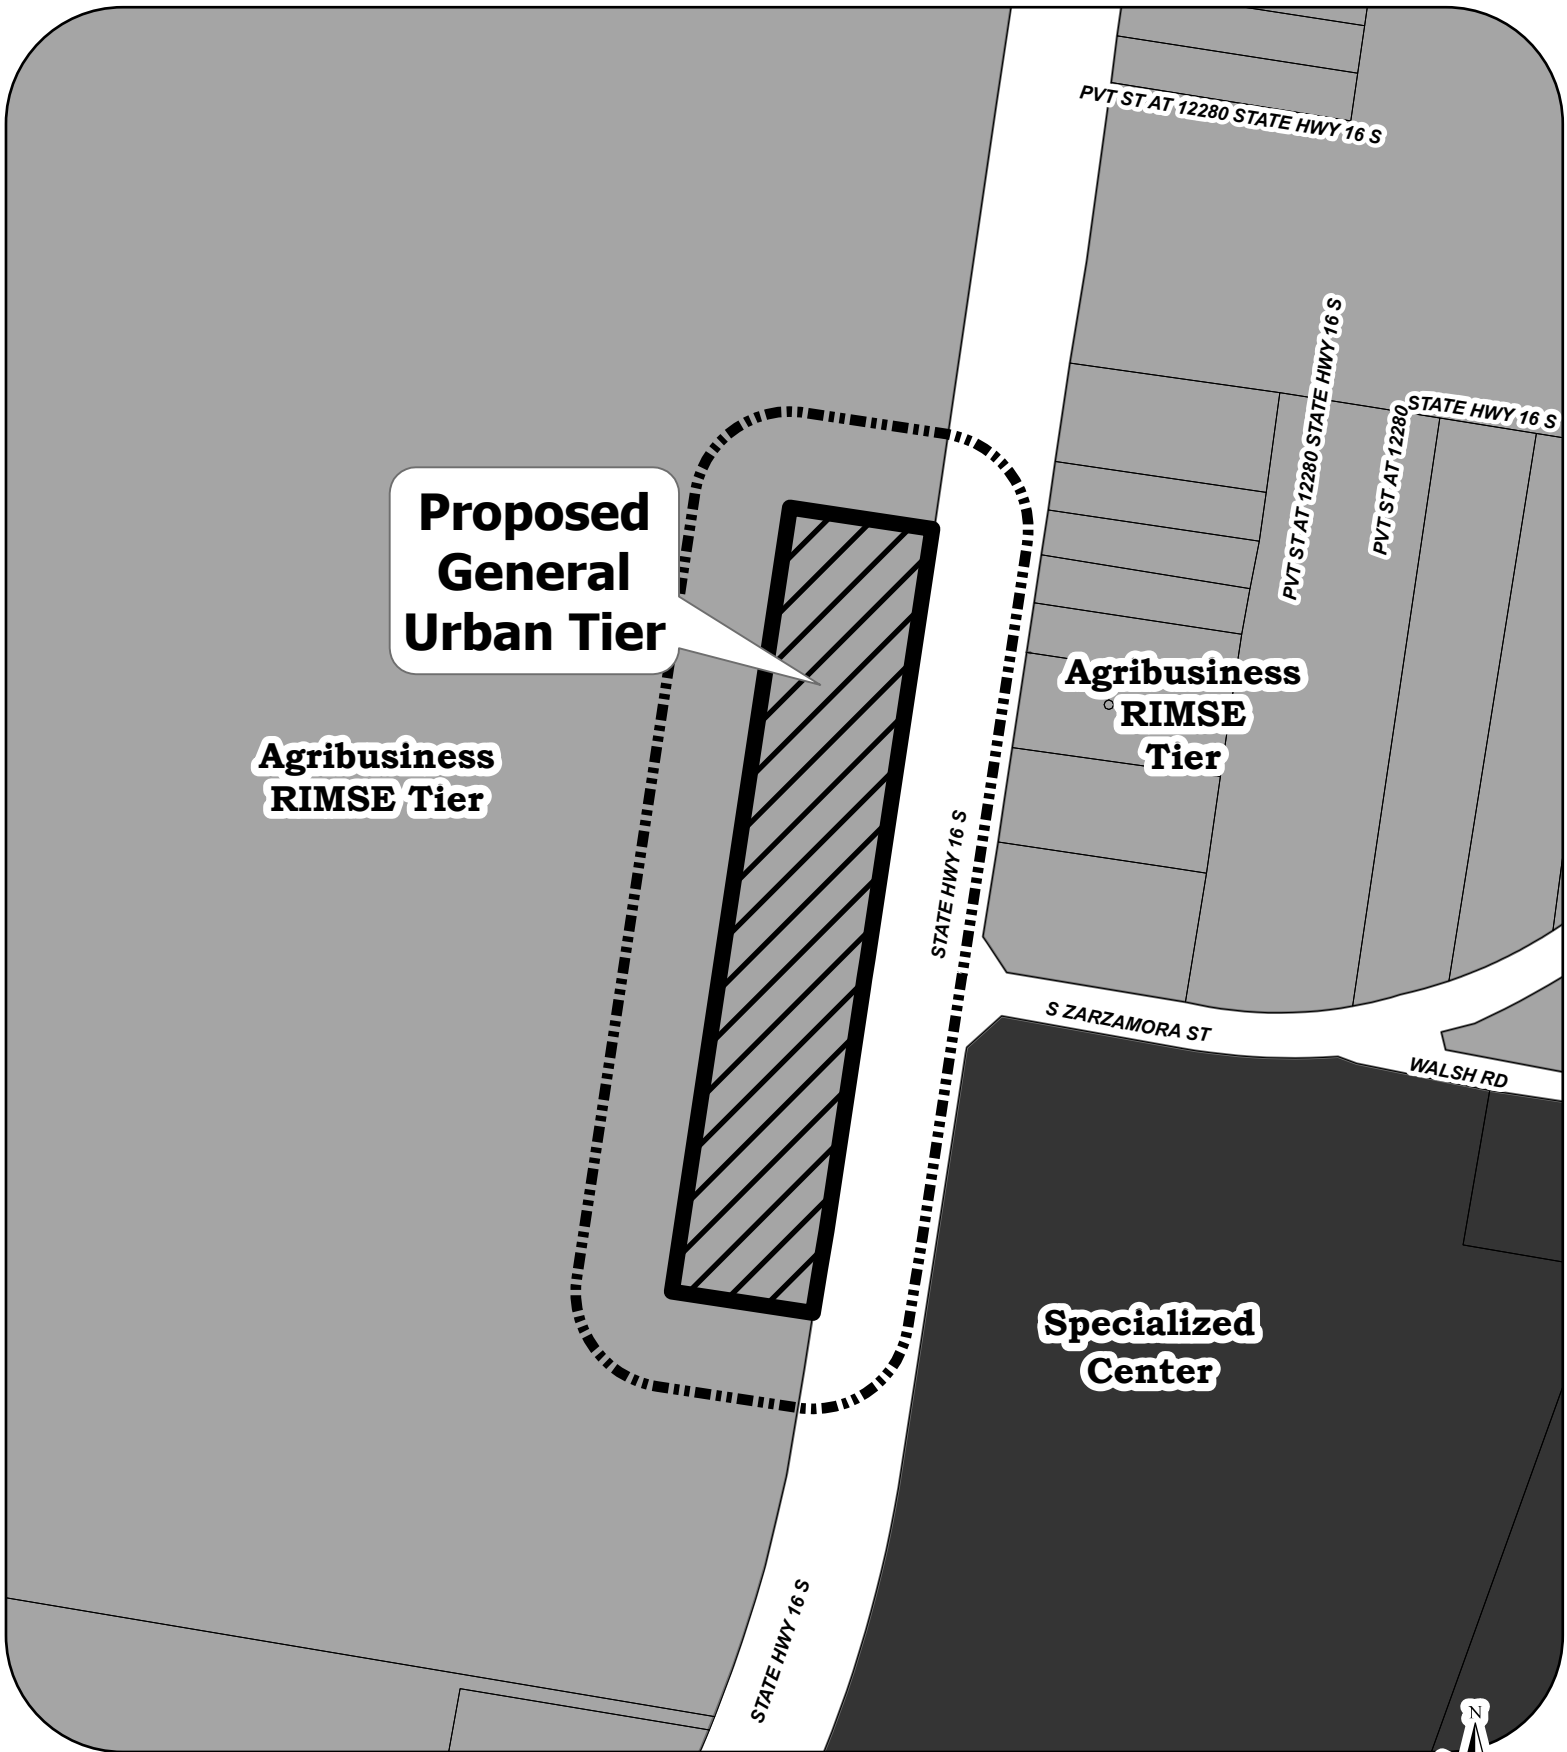 PVT ST AT 12280 STATE HWY 16 S
PVT ST AT 12280 STATE HWY 16 S
PVT ST AT 12280
STATE HWY 16 S
Proposed
General
Urban Tier
Agribusiness
RIMSE
Tier
Agribusiness
RIMSE Tier
STATE HWY 16 S
S ZARZAMORA ST
WALSH RD
Specialized
Center
STATE HWY 16 S
N